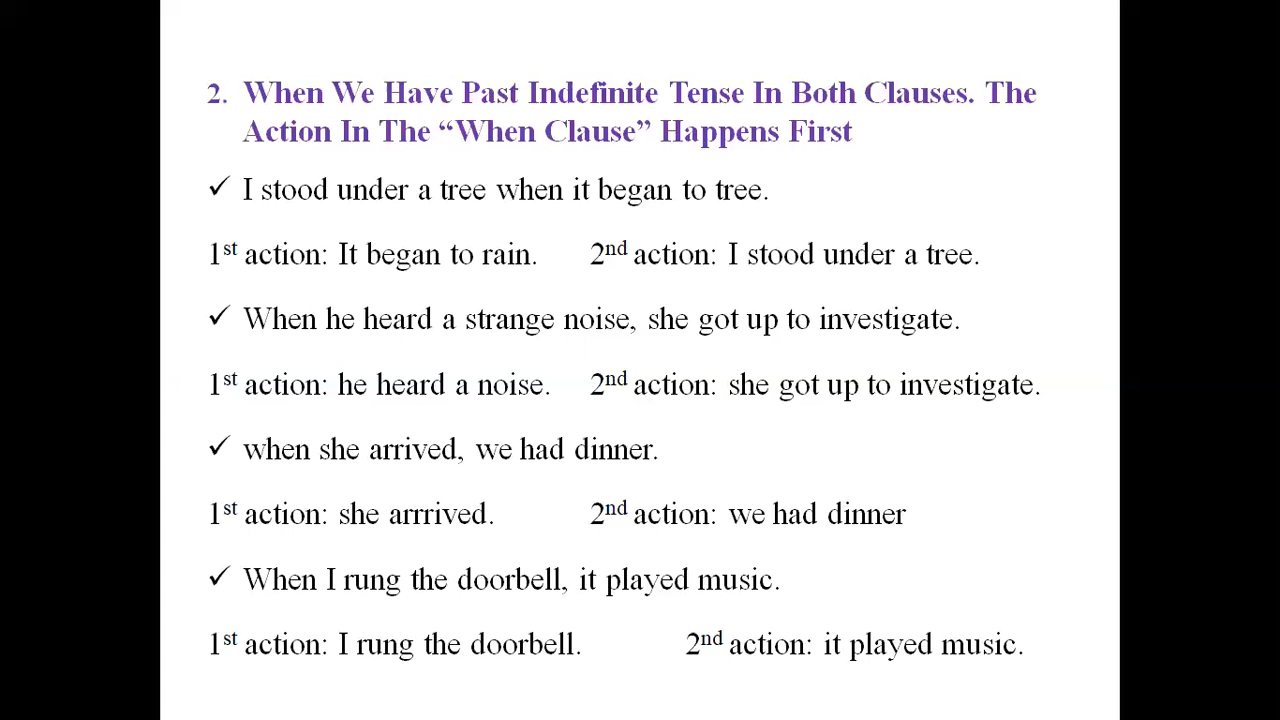 2. When We Have Past Indefinite Tense In Both Clauses. The
Action In The “When Clause” Happens First
✓ I stood under a tree when it began to tree.
1st action: It began to rain. 2nd action: I stood under a tree.
✓ When he heard a strange noise, she got up to investigate.
1st action: he heard a noise. 2nd action: she got up to investigate.
✓ when she arrived, we had dinner.
1st action: she arrrived. 2nd action: we had dinner
✓ When I rung the doorbell, it played music.
1st action: I rung the doorbell. 2nd action: it played music.